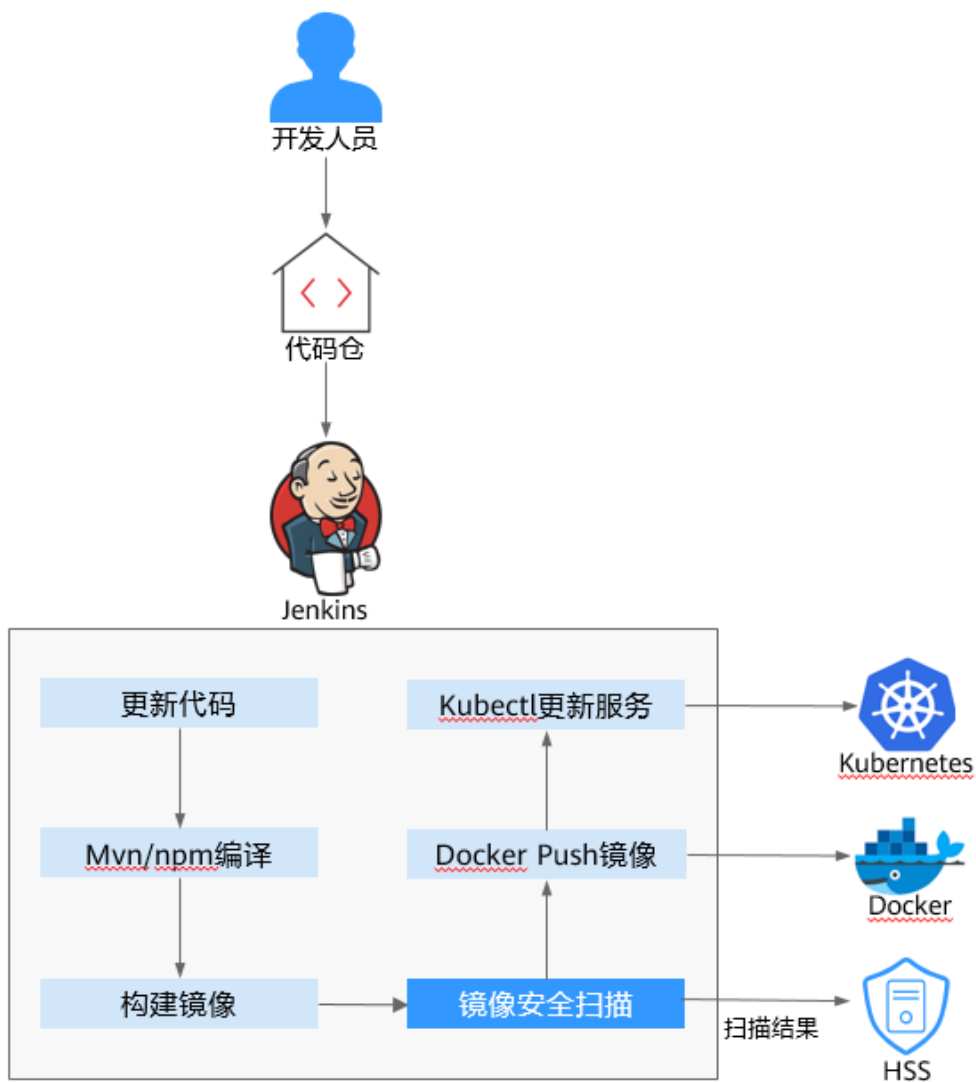 开发人员
代码仓
Jenkins
更新代码
Kubectl更新服务
Kubernetes
Mvn/npm编译
Docker Push镜像
Docker
构建镜像
镜像安全扫描
扫描结果
HSS